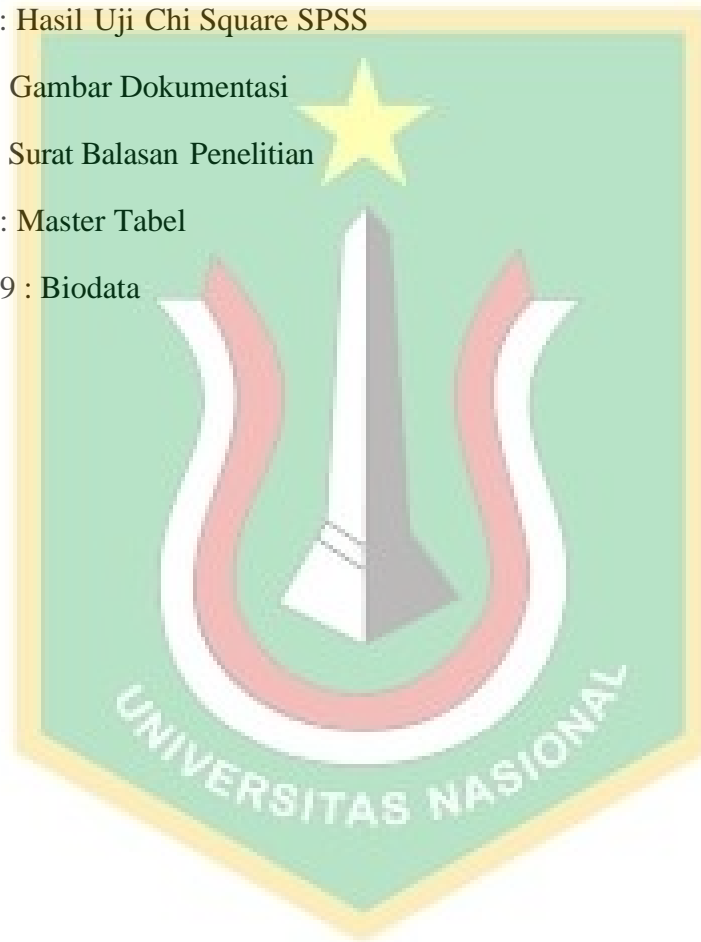 : Hasil Uji Chi Square SPSS
Gambar Dokumentasi
Surat Balasan Penelitian
: Master Tabel
9 : Biodata
UNIVERSITAS NASIONAL